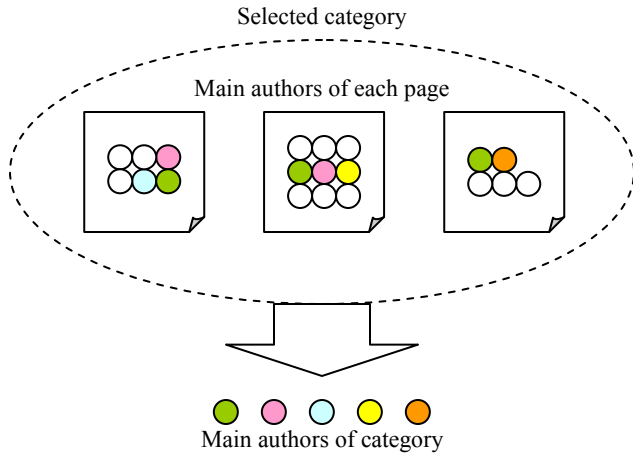 Selected category
Main authors of each page
Main authors of category